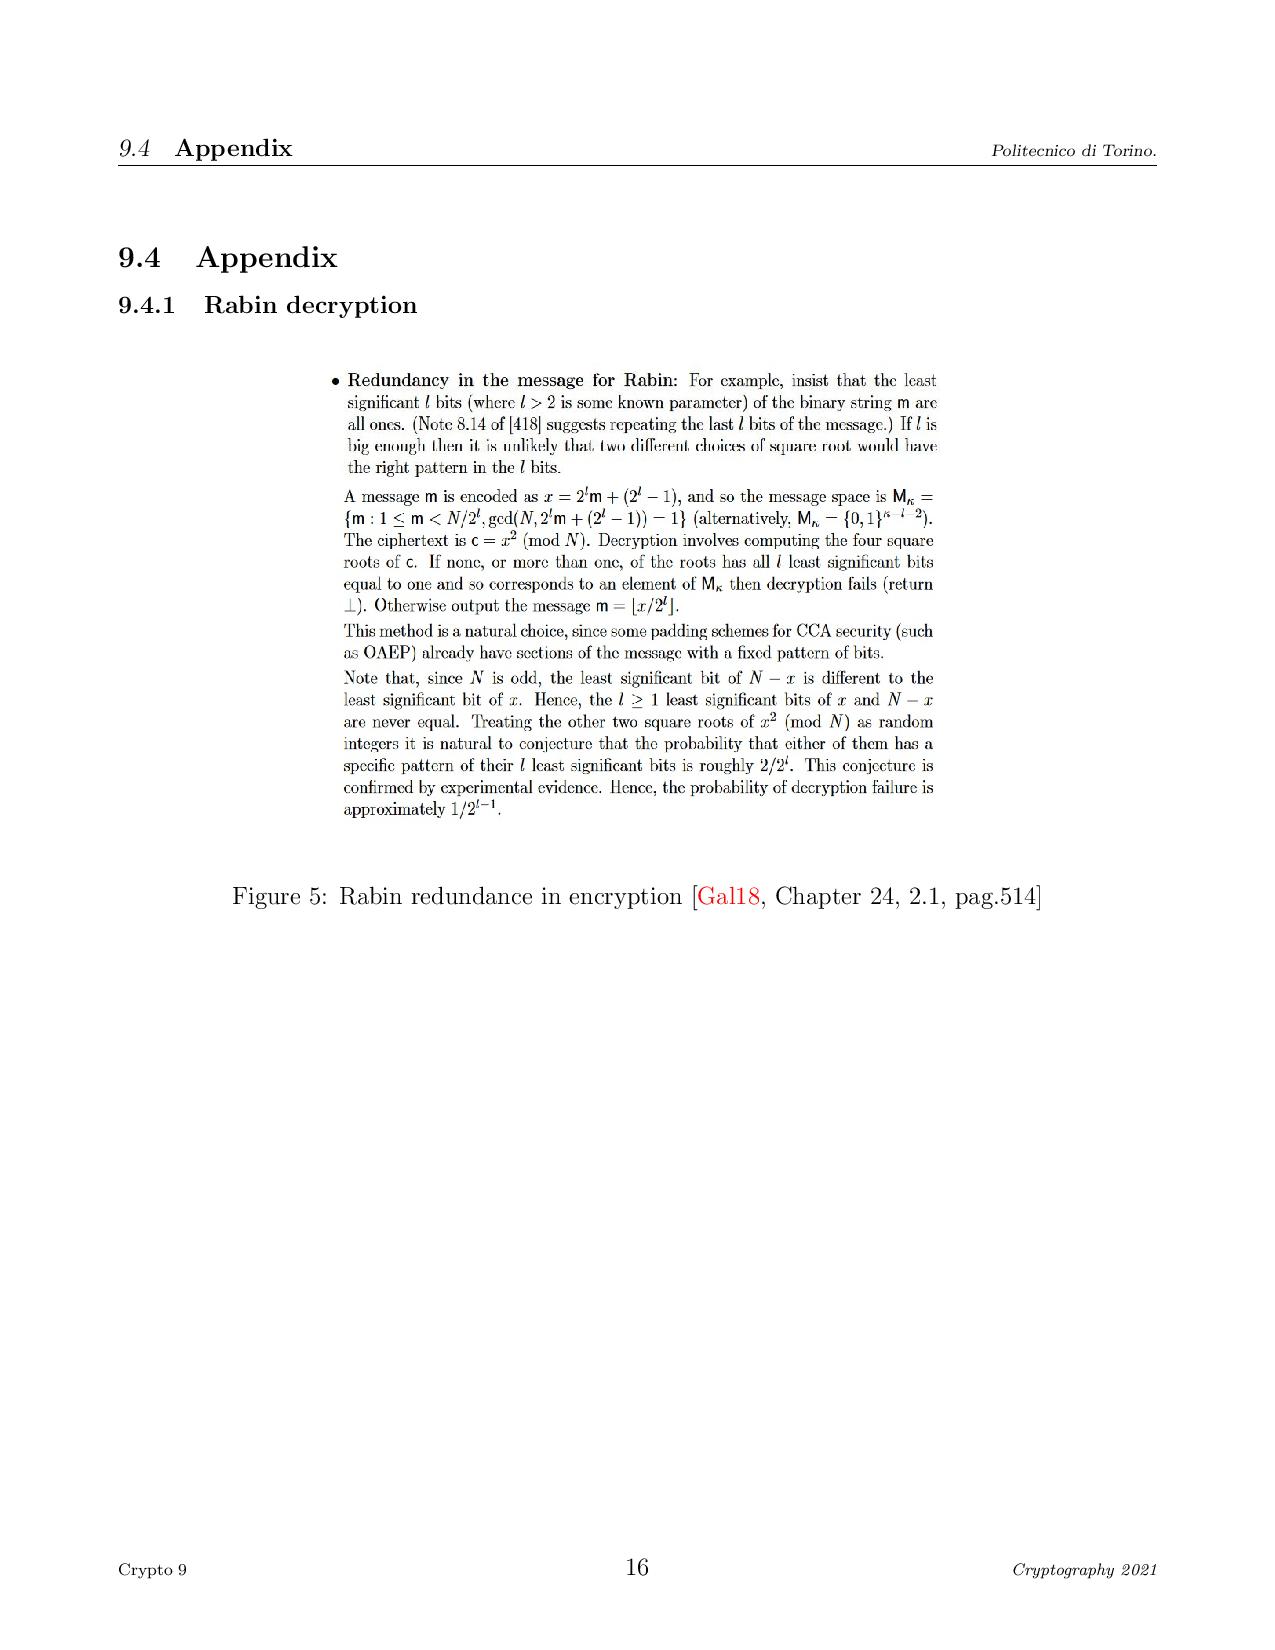 9.4 Appendix Politecnico di Torino.
9.4 Appendix
9.4.1 Rabin decryption
• Redundancy in the message for Rabin: For example, insist that the least
significant l bits (where l > 2 is some known parameter) of the binary string m are
all ones. (Note 8.14 of [418] suggests repeating the last l bits of the message.) If l is
big enough then it is unlikely that two different choices of square root would have
the right pattern in the l bits.
A message m is encoded as x = 2^l m + (2^l − 1), and so the message space is M_κ =
{m : 1 ≤ m < N/2^l, gcd(N, 2^l m + (2^l − 1)) = 1} (alternatively, M_κ = {0, 1}^{κ−l−2}).
The ciphertext is c = x^2 (mod N). Decryption involves computing the four square
roots of c. If none, or more than one, of the roots has all l least significant bits
equal to one and so corresponds to an element of M_κ then decryption fails (return
⊥). Otherwise output the message m = ⌊x/2^l⌋.
This method is a natural choice, since some padding schemes for CCA security (such
as OAEP) already have sections of the message with a fixed pattern of bits.
Note that, since N is odd, the least significant bit of N − x is different to the
least significant bit of x. Hence, the l ≥ 1 least significant bits of x and N − x
are never equal. Treating the other two square roots of x^2 (mod N) as random
integers it is natural to conjecture that the probability that either of them has a
specific pattern of their l least significant bits is roughly 2/2^l. This conjecture is
confirmed by experimental evidence. Hence, the probability of decryption failure is
approximately 1/2^{l−1}.
Figure 5: Rabin redundance in encryption [Gal18, Chapter 24, 2.1, pag.514]
Crypto 9 16 Cryptography 2021